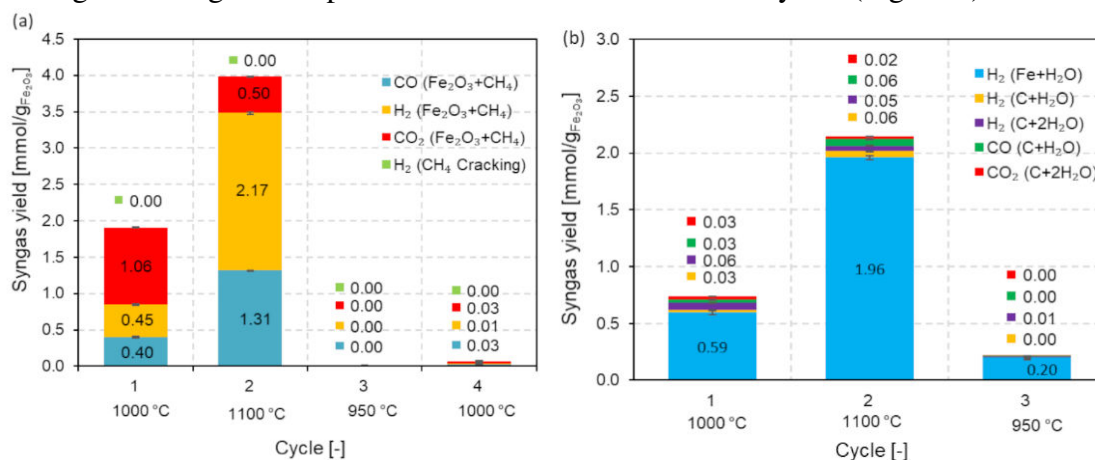 (a)
Syngas yield [mmol/gFe₂O₃]
4.5
4.0
3.5
3.0
2.5
2.0
1.5
1.0
0.5
0.0
0.00
1.06
0.45
0.40
0.00
0.50
2.17
1.31
0.00
0.00
0.00
0.00
0.00
0.03
0.01
0.03
CO (Fe₂O₃+CH₄)
H₂ (Fe₂O₃+CH₄)
CO₂ (Fe₂O₃+CH₄)
H₂ (CH₄ Cracking)
1 2 3 4
1000 °C 1100 °C 950 °C 1000 °C
Cycle [-]
(b)
Syngas yield [mmol/gFe₂O₃]
3.0
2.5
2.0
1.5
1.0
0.5
0.0
0.03
0.03
0.06
0.03
0.59
0.02
0.06
0.05
0.06
1.96
0.00
0.00
0.01
0.00
0.20
H₂ (Fe+H₂O)
H₂ (C+H₂O)
H₂ (C+2H₂O)
CO (C+H₂O)
CO₂ (C+2H₂O)
1 2 3
1000 °C 1100 °C 950 °C
Cycle [-]